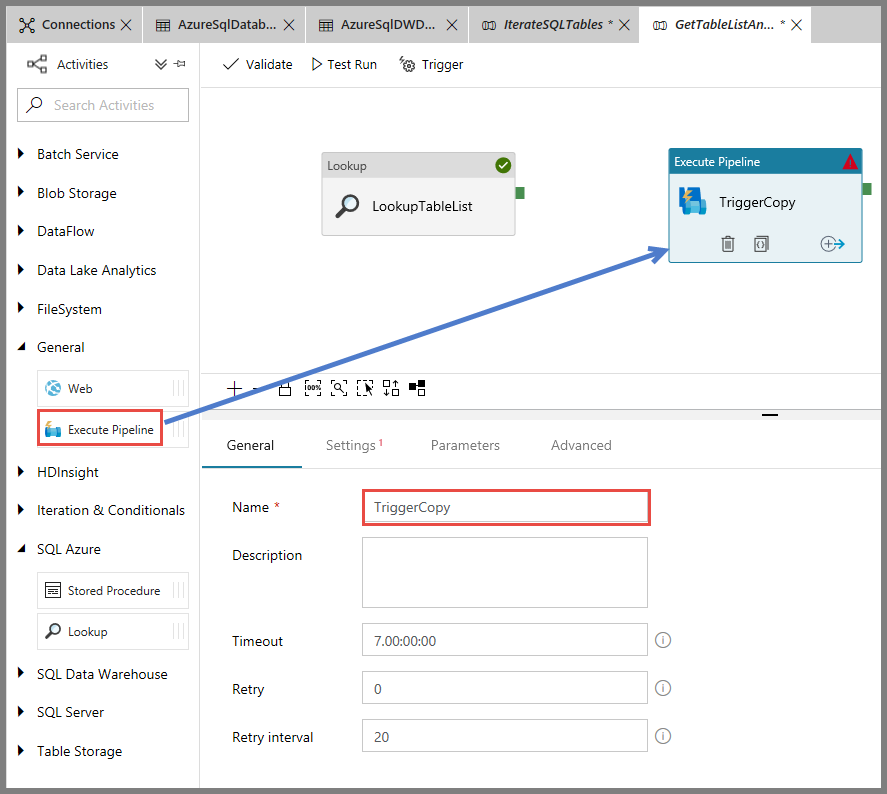 Connections
AzureSqlDatab...
AzureSqlDWD...
IterateSQLTables *
GetTableListAn... *
Activities
Validate
Test Run
Trigger
Search Activities
Batch Service
Blob Storage
DataFlow
Data Lake Analytics
FileSystem
General
Web
Execute Pipeline
HDInsight
Iteration & Conditionals
SQL Azure
Stored Procedure
Lookup
SQL Data Warehouse
SQL Server
Table Storage
Lookup
LookupTableList
Execute Pipeline
TriggerCopy
100%
General
Settings 1
Parameters
Advanced
Name *
TriggerCopy
Description
Timeout
7.00:00:00
Retry
0
Retry interval
20